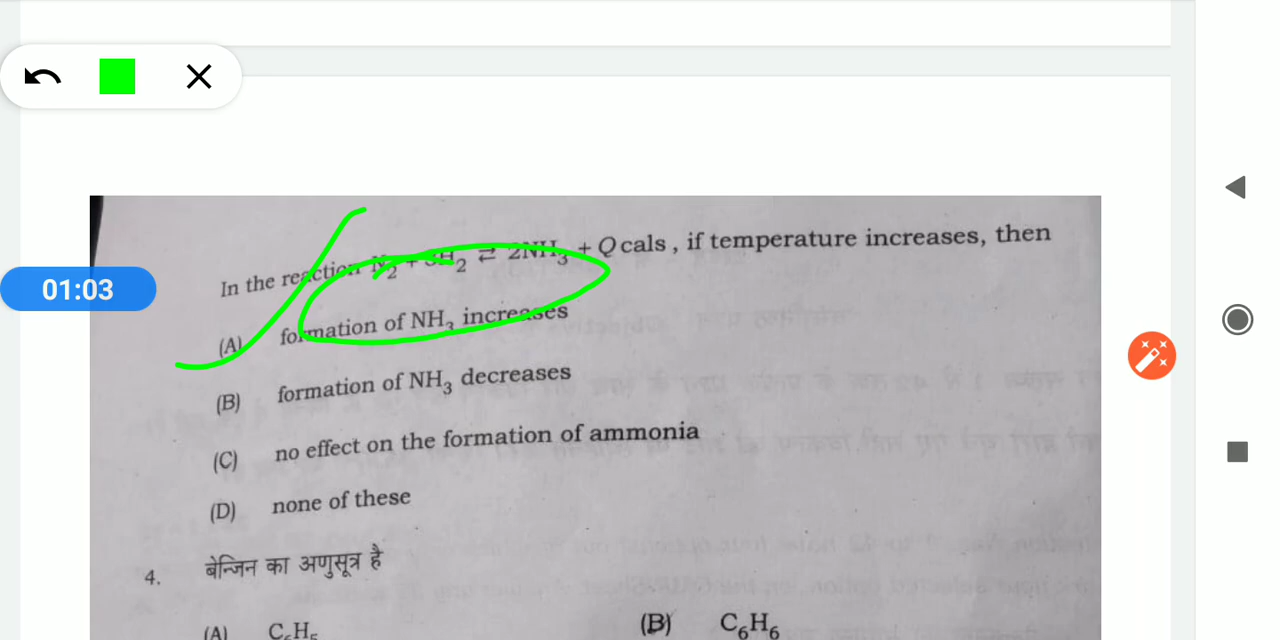 01:03
In the reaction N₂ + 3H₂ ⇄ 2NH₃ + Q cals, if temperature increases, then
(A) formation of NH₃ increases
(B) formation of NH₃ decreases
(C) no effect on the formation of ammonia
(D) none of these
4. बेन्जिन का अणुसूत्र है
(A) C₆H₅ (B) C₆H₆